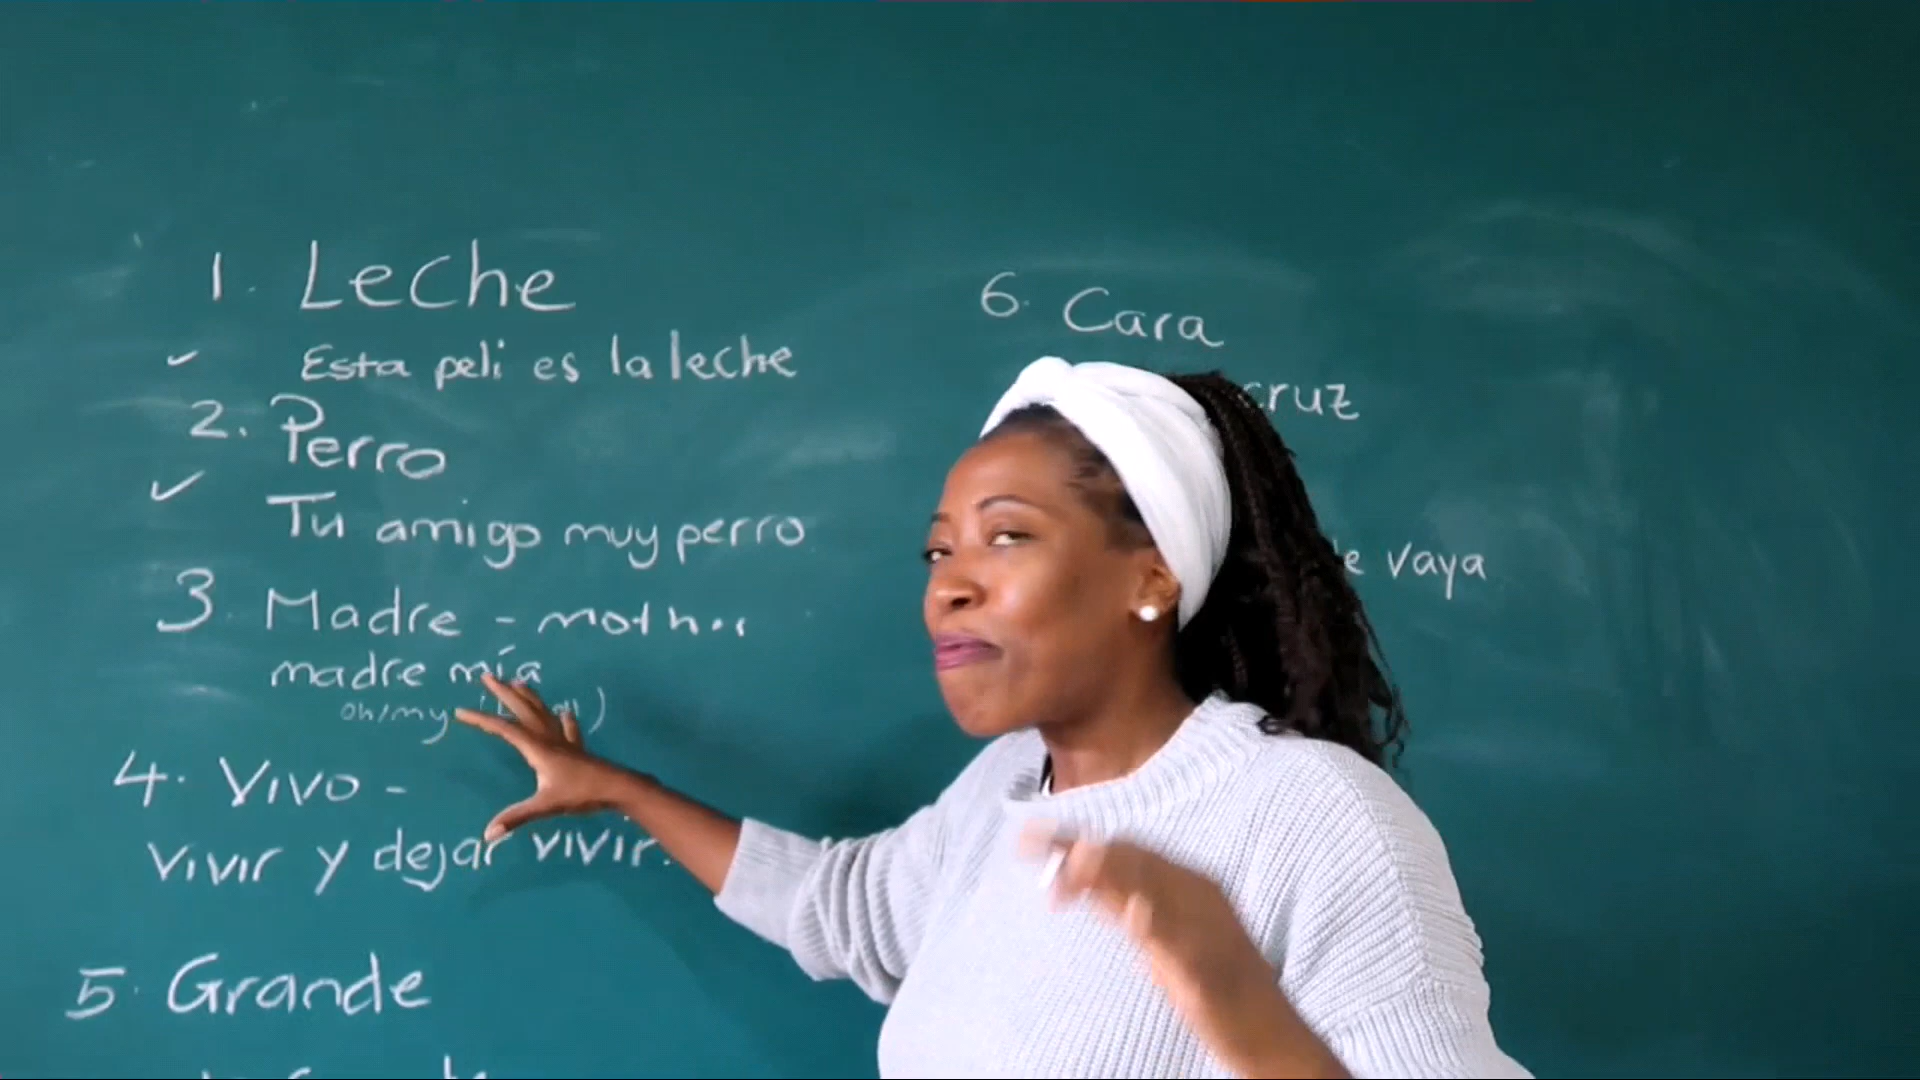 1. Leche
Esta peli es la leche
2. Perro
Tu amigo muy perro
3. Madre - mother
madre mía
oh/my
4. Vivo -
vivir y dejar vivir.
5. Grande
6. Cara
cruz
vaya